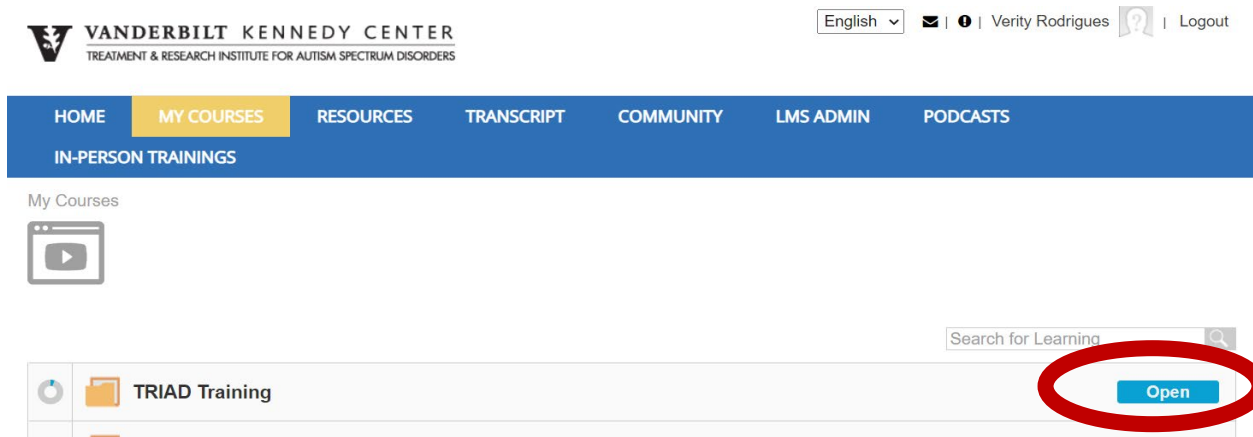 English | | Verity Rodrigues | Logout
VANDERBILT KENNEDY CENTER
TREATMENT & RESEARCH INSTITUTE FOR AUTISM SPECTRUM DISORDERS
HOME MY COURSES RESOURCES TRANSCRIPT COMMUNITY LMS ADMIN PODCASTS
IN-PERSON TRAININGS
My Courses
Search for Learning
TRIAD Training Open